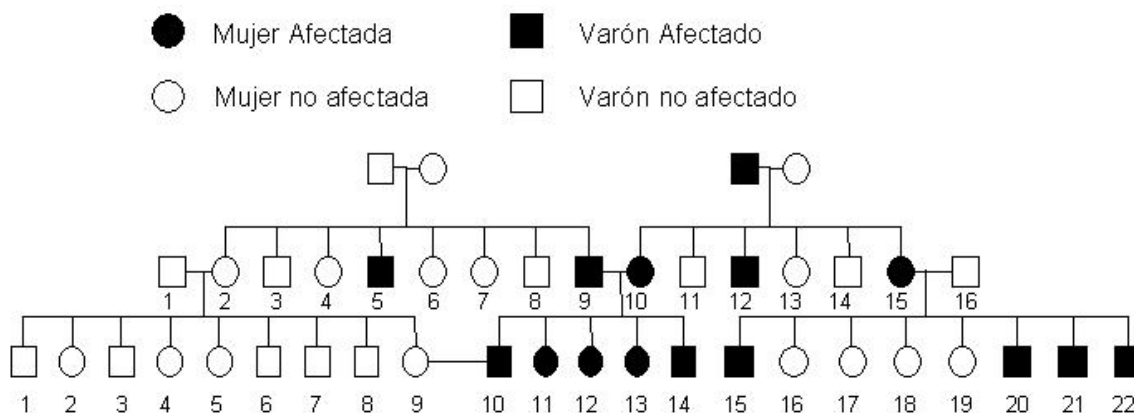 Mujer Afectada Varón Afectado
Mujer no afectada Varón no afectado
1 2 3 4 5 6 7 8 9 10 11 12 13 14 15 16
1 2 3 4 5 6 7 8 9 10 11 12 13 14 15 16 17 18 19 20 21 22